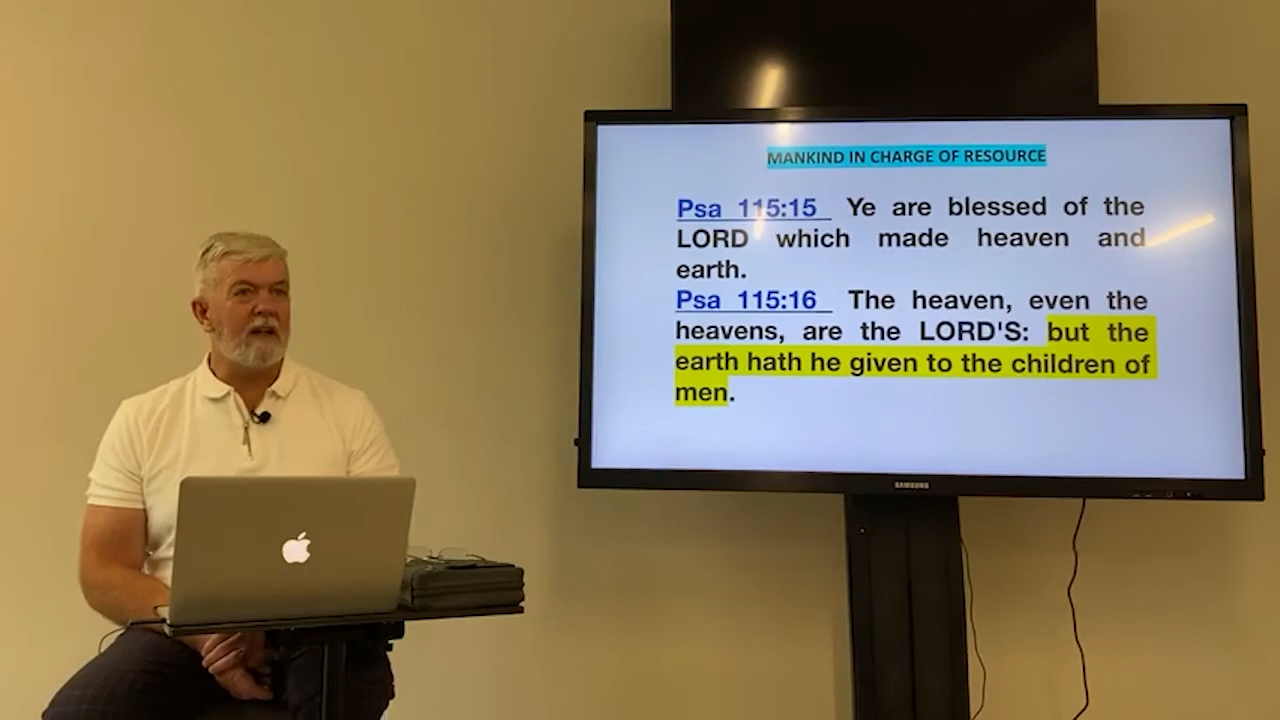 MANKIND IN CHARGE OF RESOURCE
Psa 115:15 Ye are blessed of the
LORD which made heaven and
earth.
Psa 115:16 The heaven, even the
heavens, are the LORD'S: but the
earth hath he given to the children of
men.
SAMSUNG